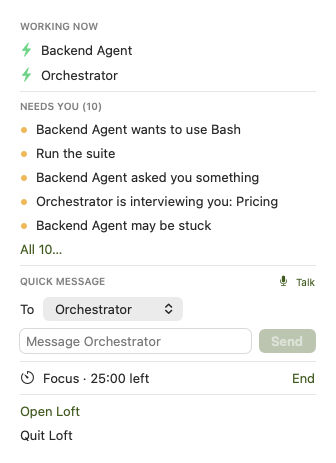 WORKING NOW
Backend Agent
Orchestrator
NEEDS YOU (10)
Backend Agent wants to use Bash
Run the suite
Backend Agent asked you something
Orchestrator is interviewing you: Pricing
Backend Agent may be stuck
All 10…
QUICK MESSAGE Talk
To Orchestrator
Message Orchestrator Send
Focus · 25:00 left End
Open Loft
Quit Loft